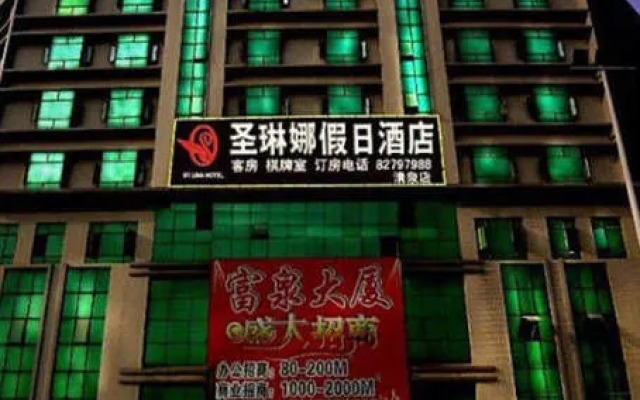 圣琳娜假日酒店
客房 棋牌室 订房电话 82797988
ST LINA HOTEL
清泉店
富泉大厦
盛大招商
办公招商：80-200M
商业招商：1000-2000M